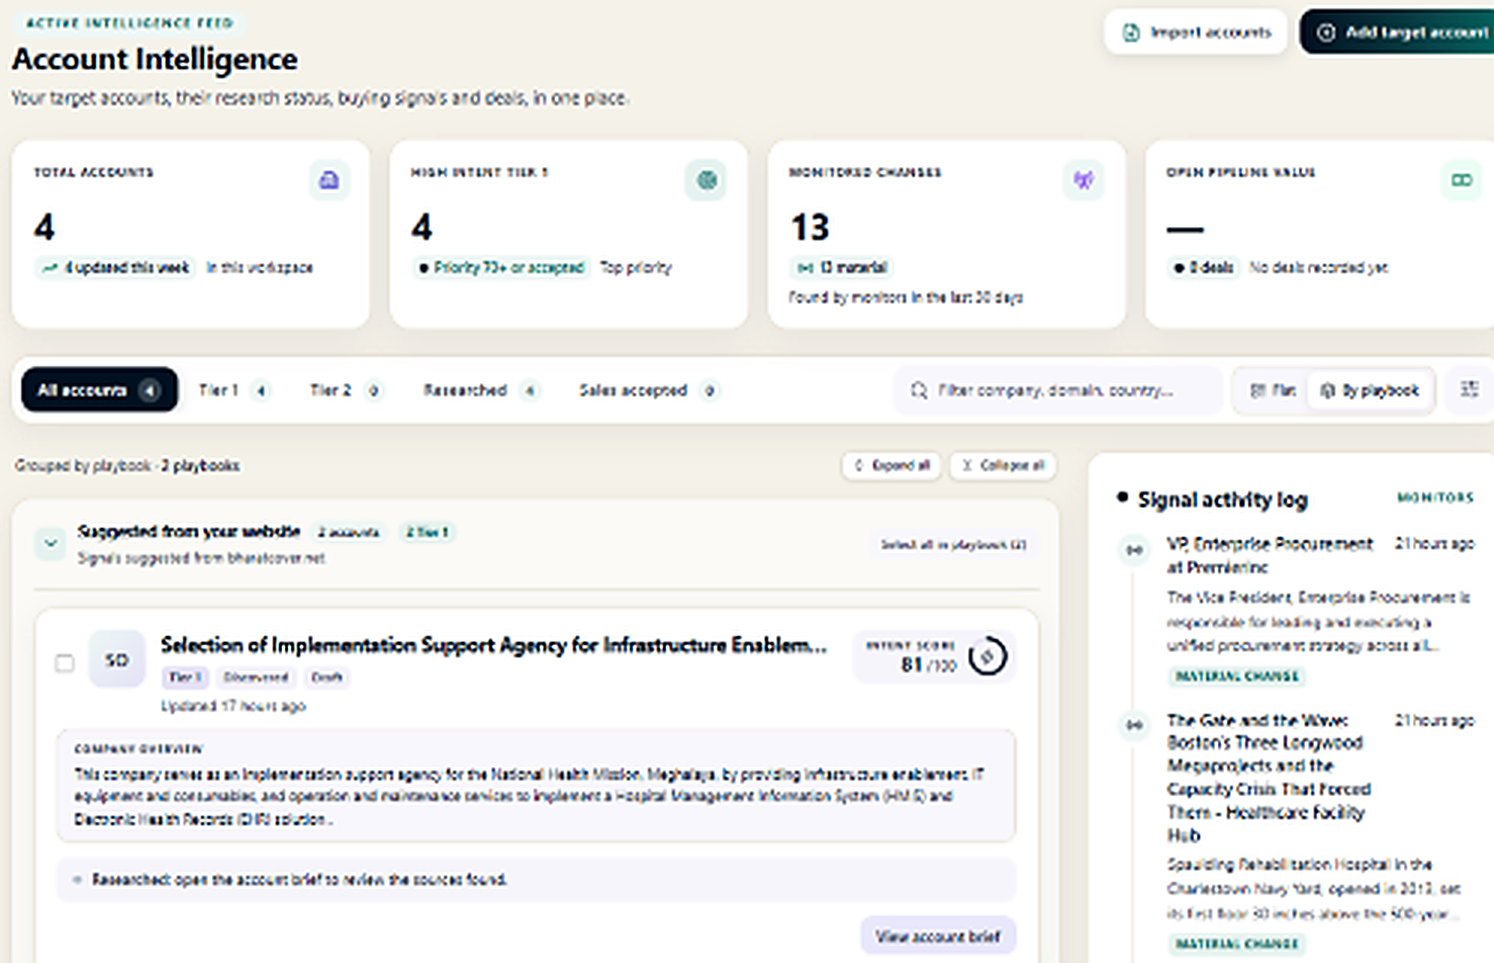 ACTIVE INTELLIGENCE FEED
Account Intelligence
Your target accounts, their research status, buying signals and deals, in one place.
Import accounts
Add target account
TOTAL ACCOUNTS
4
4 updated this week In this workspace
HIGH INTENT TIER 1
4
Priority 70+ or accepted Top priority
MONITORED CHANGES
13
13 material
Found by monitors in the last 30 days
OPEN PIPELINE VALUE
—
0 deals No deals recorded yet
All accounts 4
Tier 1 4
Tier 2 0
Researched 4
Sales accepted 0
Filter company, domain, country...
Flat
By playbook
Grouped by playbook · 2 playbooks
Expand all
Collapse all
Suggested from your website 2 accounts 2 Tier 1
Signals suggested from bharatcover.net
Select all in playbook (2)
SO
Selection of Implementation Support Agency for Infrastructure Enablem...
Tier 1 Discovered Draft
Updated 17 hours ago
INTENT SCORE
81 /100
COMPANY OVERVIEW
This company serves as an implementation support agency for the National Health Mission, Meghalaya, by providing infrastructure enablement, IT
equipment and consumables, and operation and maintenance services to implement a Hospital Management Information System (HMIS) and
Electronic Health Records (EHR) solution.
Researched: open the account brief to review the sources found.
View account brief
Signal activity log
MONITORS
VP, Enterprise Procurement
at Premierinc
21 hours ago
The Vice President, Enterprise Procurement is
responsible for leading and executing a
unified procurement strategy across all...
MATERIAL CHANGE
The Gate and the Wave:
Boston's Three Longwood
Megaprojects and the
Capacity Crisis That Forced
Them - Healthcare Facility
Hub
21 hours ago
Spaulding Rehabilitation Hospital in the
Charlestown Navy Yard, opened in 2013, set
its first floor 30 inches above the 500-year...
MATERIAL CHANGE